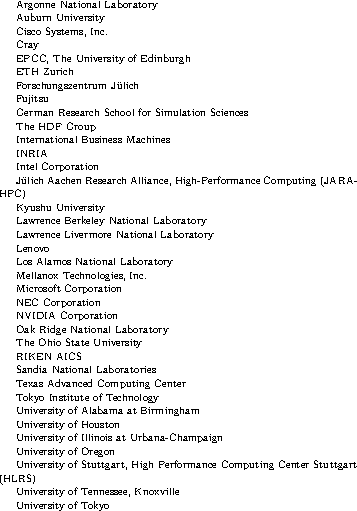 Argonne National Laboratory
Auburn University
Cisco Systems, Inc.
Cray
EPCC, The University of Edinburgh
ETH Zurich
Forschungszentrum Jülich
Fujitsu
German Research School for Simulation Sciences
The HDF Group
International Business Machines
INRIA
Intel Corporation
Jülich Aachen Research Alliance, High-Performance Computing (JARA-
HPC)
Kyushu University
Lawrence Berkeley National Laboratory
Lawrence Livermore National Laboratory
Lenovo
Los Alamos National Laboratory
Mellanox Technologies, Inc.
Microsoft Corporation
NEC Corporation
NVIDIA Corporation
Oak Ridge National Laboratory
The Ohio State University
RIKEN AICS
Sandia National Laboratories
Texas Advanced Computing Center
Tokyo Institute of Technology
University of Alabama at Birmingham
University of Houston
University of Illinois at Urbana-Champaign
University of Oregon
University of Stuttgart, High Performance Computing Center Stuttgart
(HLRS)
University of Tennessee, Knoxville
University of Tokyo